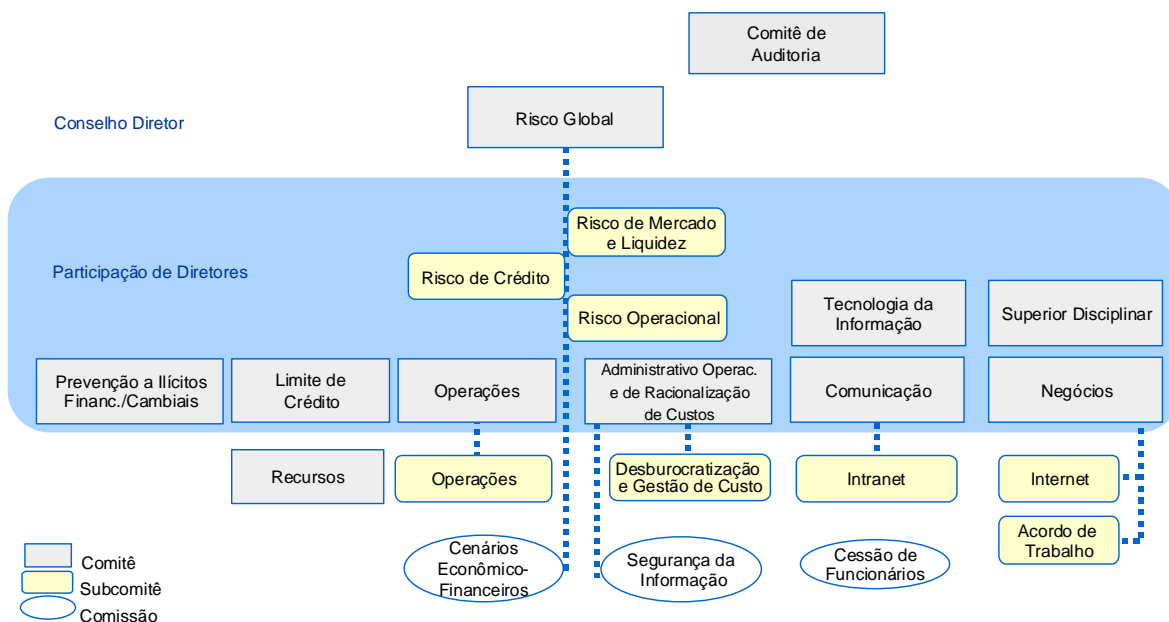 Comitê de
Auditoria
Conselho Diretor
Risco Global
Risco de Mercado
e Liquidez
Participação de Diretores
Risco de Crédito
Risco Operacional
Tecnologia da
Informação
Superior Disciplinar
Prevenção a Ilícitos
Financ./Cambiais
Limite de
Crédito
Operações
Administrativo Operac.
e de Racionalização
de Custos
Comunicação
Negócios
Recursos
Operações
Desburocratização
e Gestão de Custo
Intranet
Internet
Acordo de
Trabalho
Cenários
Econômico-
Financeiros
Segurança da
Informação
Cessão de
Funcionários
Comitê
Subcomitê
Comissão